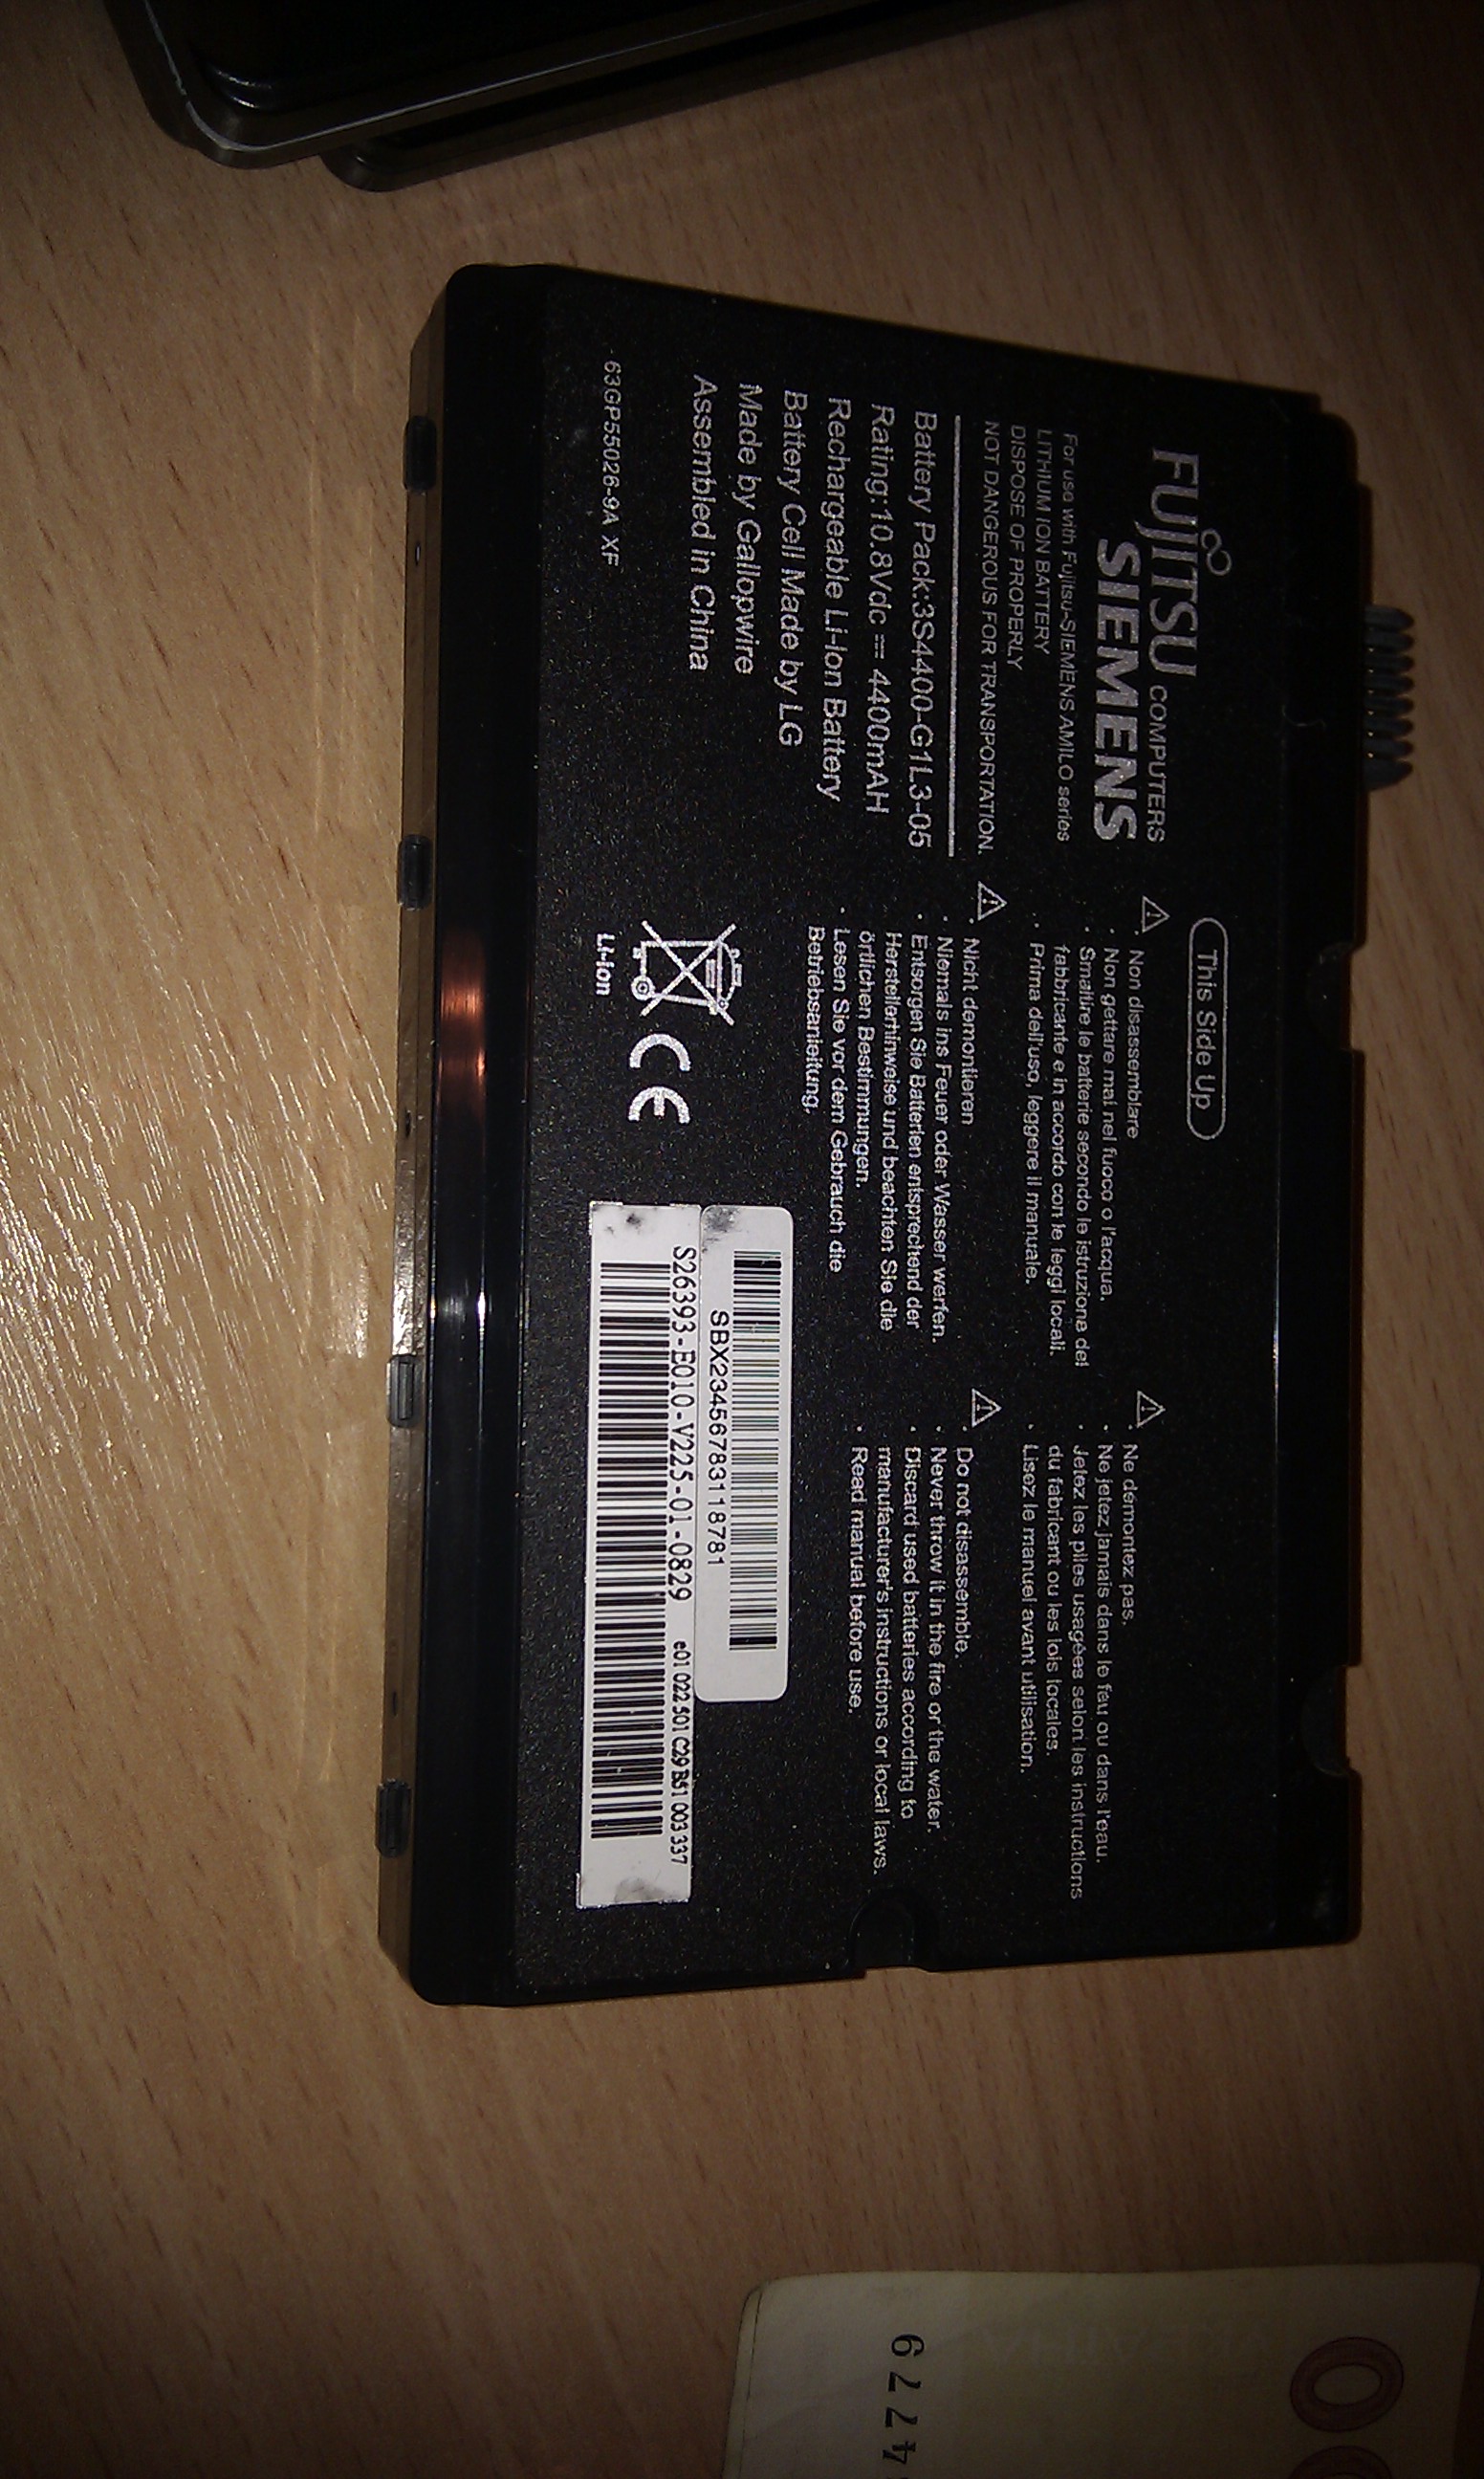 FUJITSU COMPUTERS
SIEMENS
For use with Fujitsu-SIEMENS AMILO series
LITHIUM ION BATTERY
DISPOSE OF PROPERLY
NOT DANGEROUS FOR TRANSPORTATION.
Battery Pack:3S4400-G1L3-05
Rating:10.8Vdc ⎓ 4400mAH
Rechargeable Li-Ion Battery
Battery Cell Made by LG
Made by Gallopwire
Assembled in China
63GP55026-9A XF
This Side Up
· Non disassemblare
· Non gettare mai nel fuoco o l'acqua.
· Smaltire le batterie secondo le istruzione del
fabbricante e in accordo con le leggi locali.
· Prima dell'uso, leggere il manuale.
· Nicht demontieren
· Niemals ins Feuer oder Wasser werfen.
· Entsorgen Sie Batterien entsprechend der
Herstellerhinweise und beachten Sie die
örtlichen Bestimmungen.
· Lesen Sie vor dem Gebrauch die
Betriebsanleitung.
Li-ion
CE
· Ne démontez pas.
· Ne jetez jamais dans le feu ou dans l'eau.
· Jetez les piles usagées selon les instructions
du fabricant ou les lois locales.
· Lisez le manuel avant utilisation.
· Do not disassemble.
· Never throw it in the fire or the water.
· Discard used batteries according to
manufacturer's instructions or local laws.
· Read manual before use.
SBX23456783118781
S26393-E010-V225-01-0829 e01 022 501 C29 B51 003 337